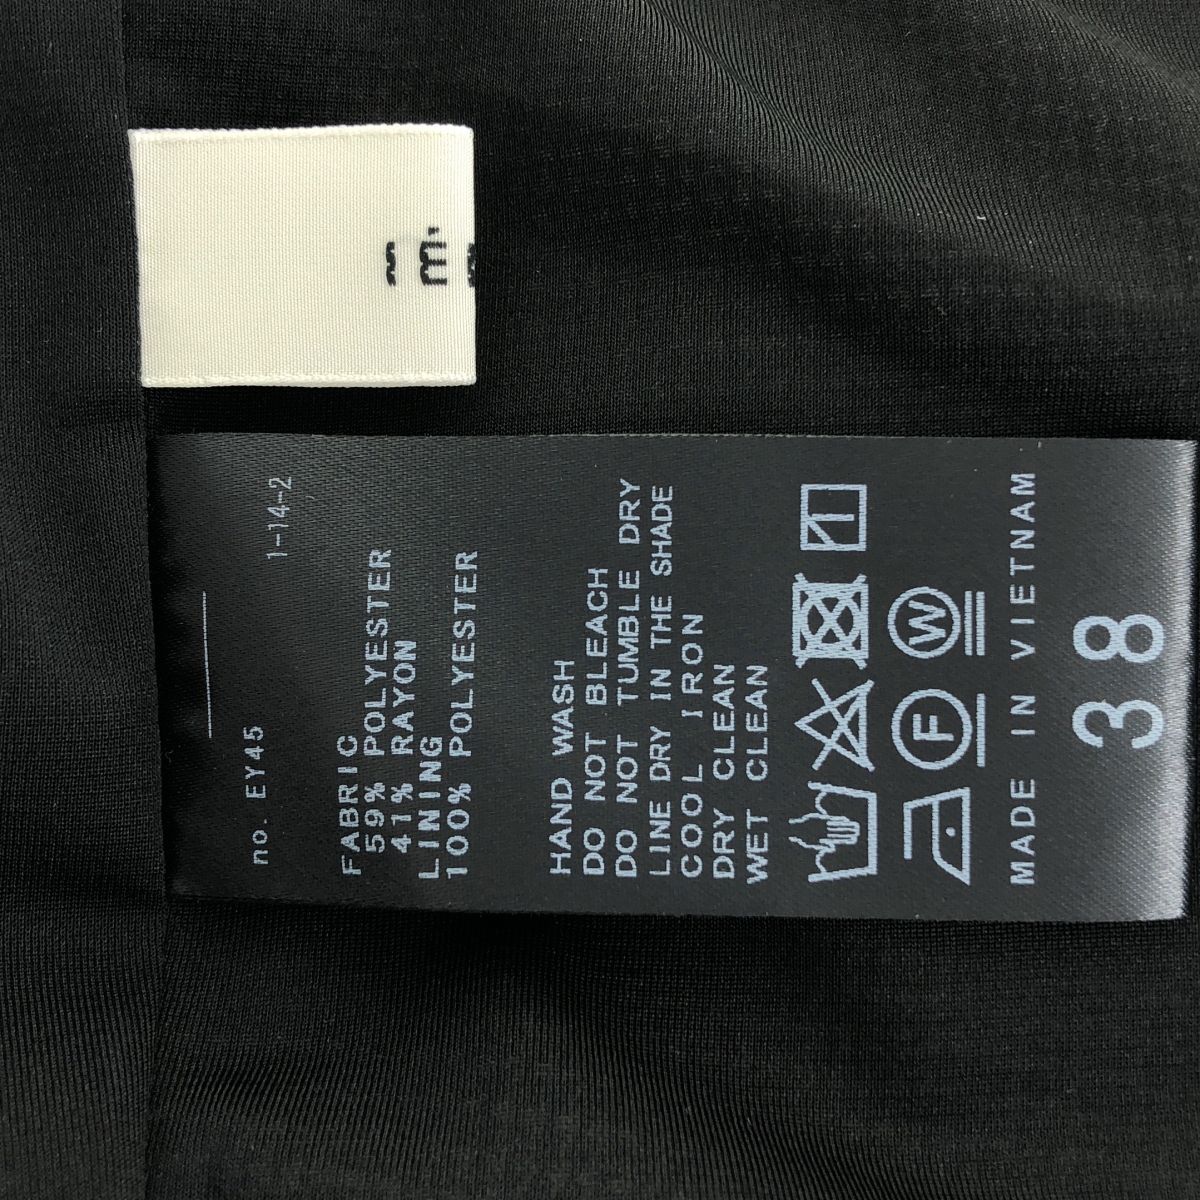 no. EY45
1-14-2
FABRIC
59% POLYESTER
41% RAYON
LINING
100% POLYESTER
HAND WASH
DO NOT BLEACH
DO NOT TUMBLE DRY
LINE DRY IN THE SHADE
COOL IRON
DRY CLEAN
WET CLEAN
F W
MADE IN VIETNAM
38